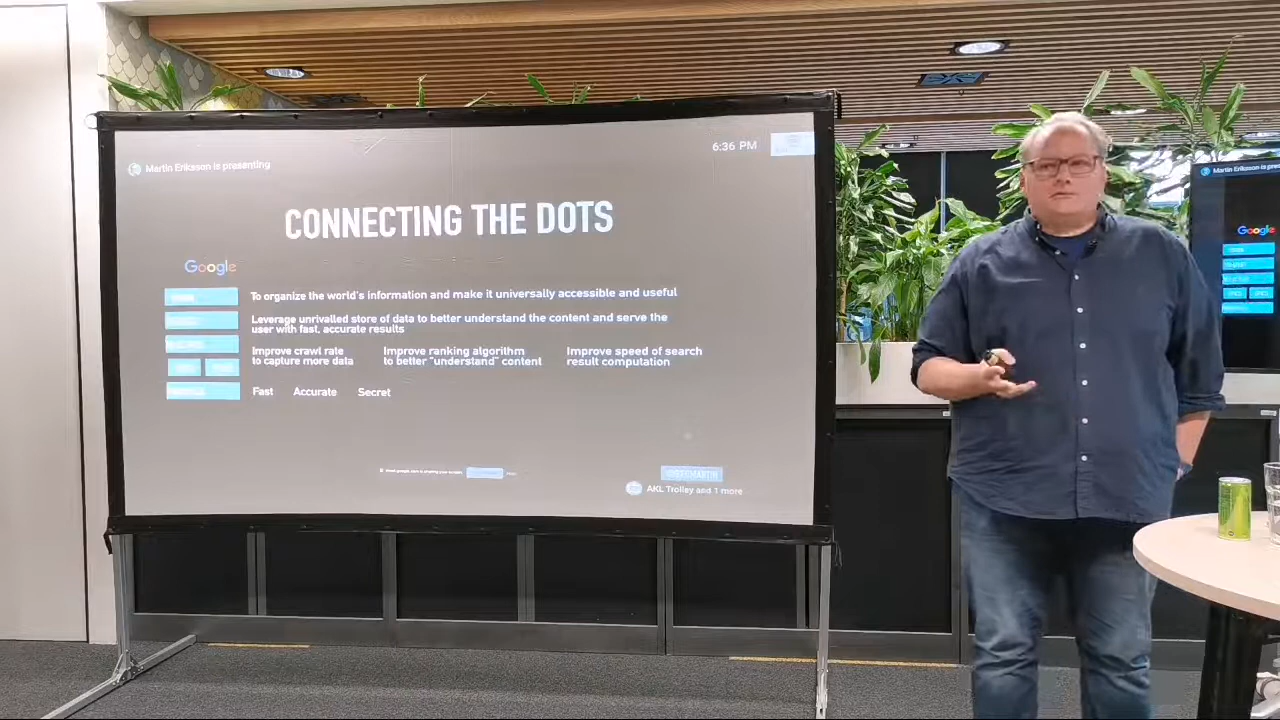 6:36 PM
Martin Eriksson is presenting
CONNECTING THE DOTS
Google
To organize the world's information and make it universally accessible and useful
Leverage unrivalled store of data to better understand the content and serve the
user with fast, accurate results
Improve crawl rate
to capture more data
Improve ranking algorithm
to better "understand" content
Improve speed of search
result computation
Fast Accurate Secret
AKL Trolley and 1 more
Google